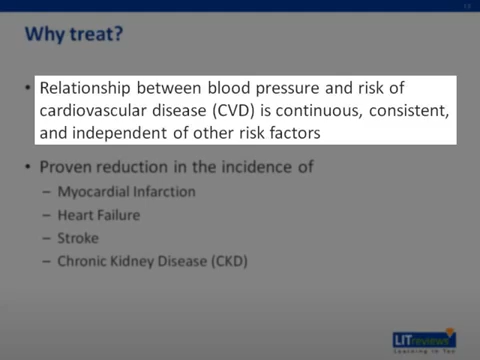 Why treat?
• Relationship between blood pressure and risk of
cardiovascular disease (CVD) is continuous, consistent,
and independent of other risk factors
• Proven reduction in the incidence of
– Myocardial Infarction
– Heart Failure
– Stroke
– Chronic Kidney Disease (CKD)
LITreviews
Learning in Ten